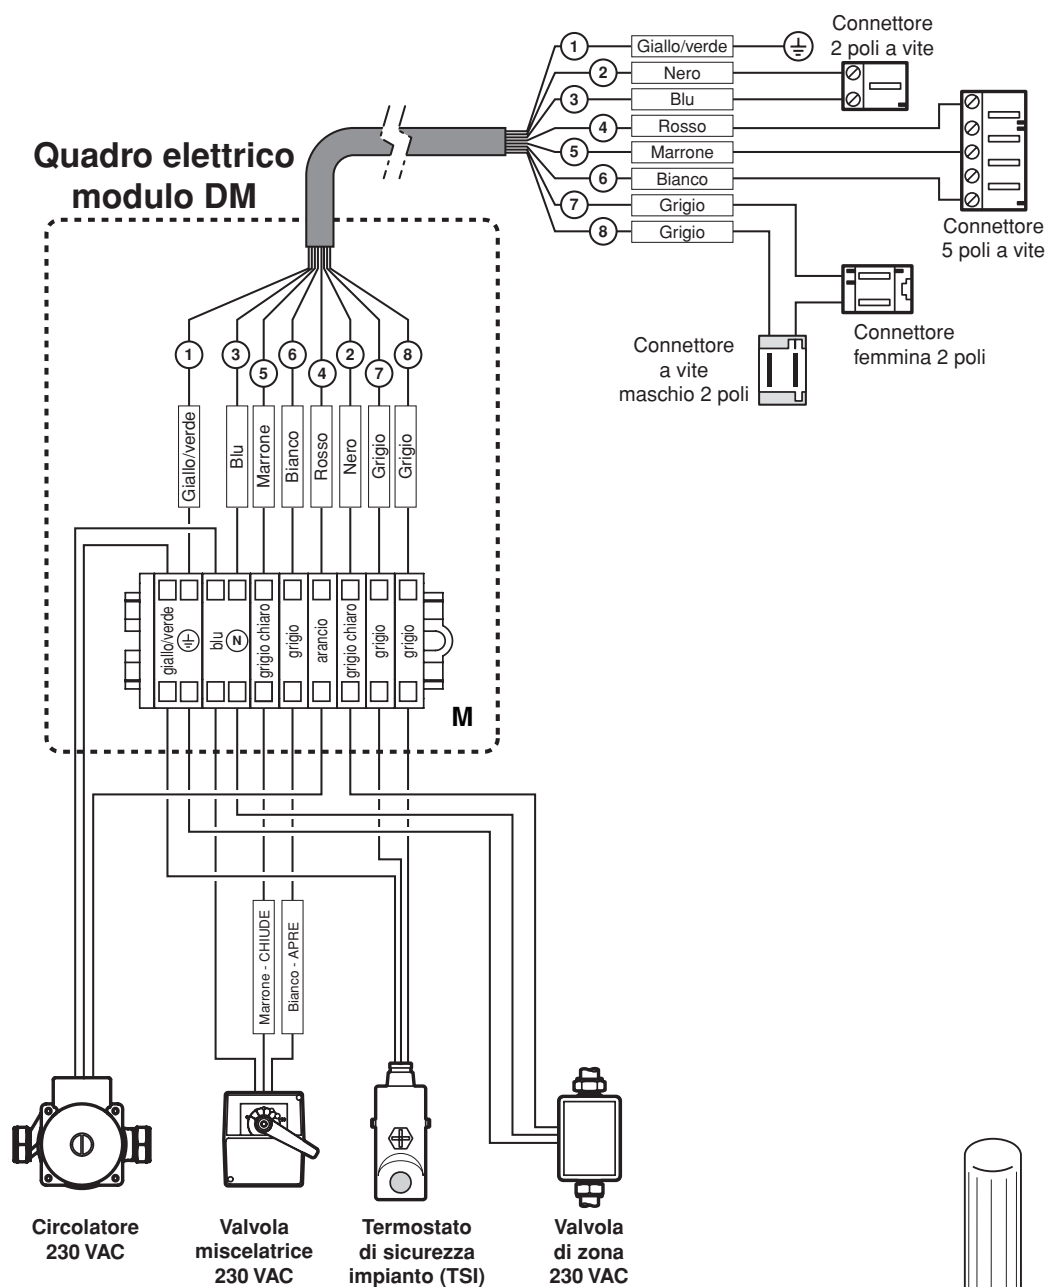 Connettore
2 poli a vite
1 Giallo/verde
2 Nero
3 Blu
4 Rosso
5 Marrone
6 Bianco
7 Grigio
8 Grigio
Connettore
5 poli a vite
Quadro elettrico
modulo DM
Connettore
femmina 2 poli
Connettore
a vite
maschio 2 poli
1 3 6 2 8
5 4 7
Giallo/verde
Blu
Marrone
Bianco
Rosso
Nero
Grigio
Grigio
giallo/verde
blu
N
grigio chiaro
grigio
arancio
grigio chiaro
grigio
grigio
M
Marrone - CHIUDE
Bianco - APRE
Circolatore
230 VAC
Valvola
miscelatrice
230 VAC
Termostato
di sicurezza
impianto (TSI)
Valvola
di zona
230 VAC